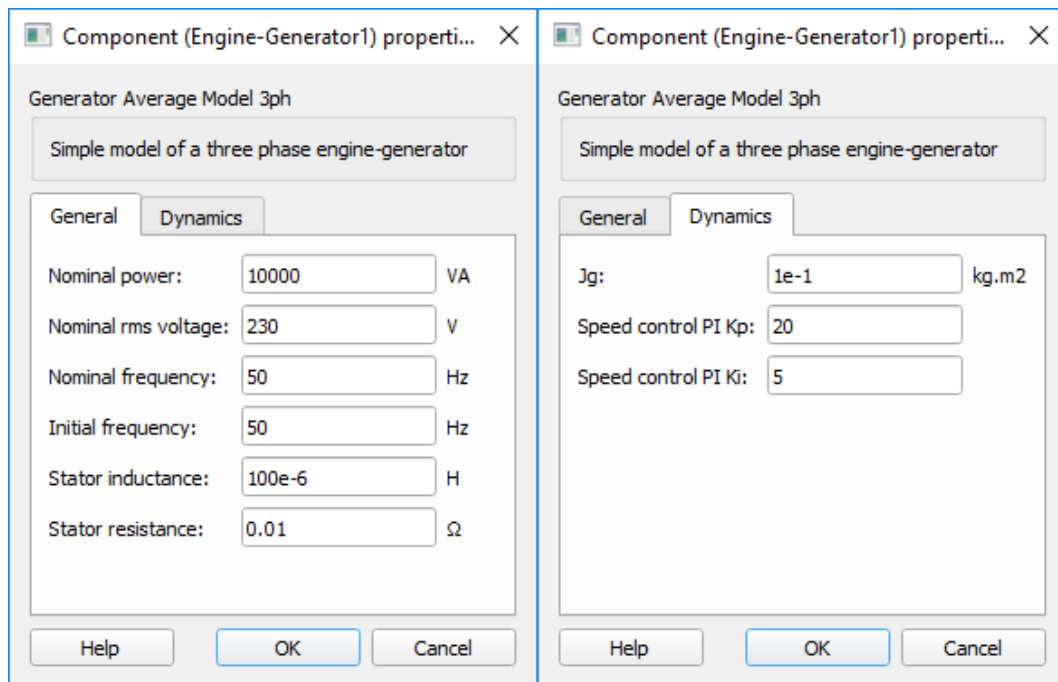 Component (Engine-Generator1) properti...
Generator Average Model 3ph
Simple model of a three phase engine-generator
General Dynamics
Nominal power: 10000 VA
Nominal rms voltage: 230 V
Nominal frequency: 50 Hz
Initial frequency: 50 Hz
Stator inductance: 100e-6 H
Stator resistance: 0.01 Ω
Help OK Cancel
Component (Engine-Generator1) properti...
Generator Average Model 3ph
Simple model of a three phase engine-generator
General Dynamics
Jg: 1e-1 kg.m2
Speed control PI Kp: 20
Speed control PI Ki: 5
Help OK Cancel